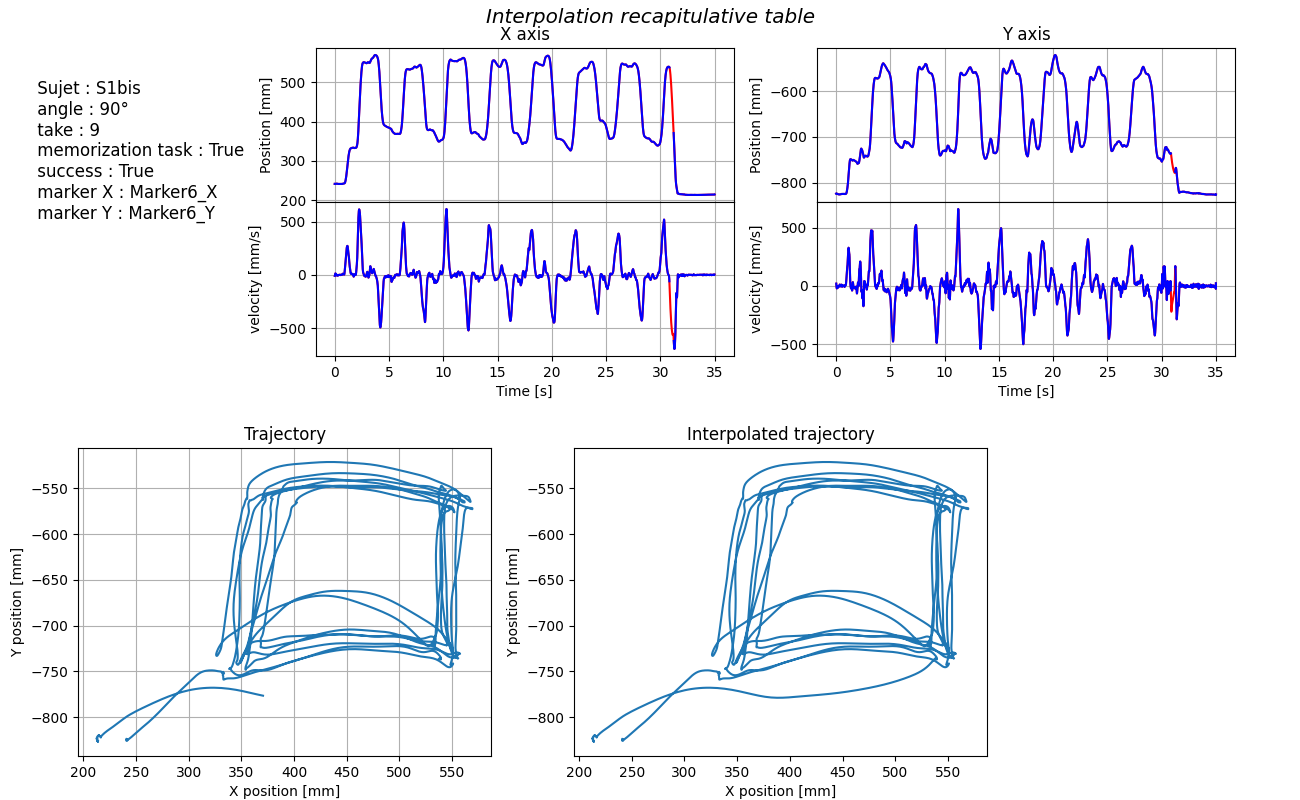 Interpolation recapitulative table
X axis
Y axis
Sujet : S1bis
angle : 90°
take : 9
memorization task : True
success : True
marker X : Marker6_X
marker Y : Marker6_Y
Position [mm]
500
400
300
200
velocity [mm/s]
500
0
−500
0 5 10 15 20 25 30 35
Time [s]
Position [mm]
−600
−700
−800
velocity [mm/s]
500
0
−500
0 5 10 15 20 25 30 35
Time [s]
Trajectory
Y position [mm]
−550
−600
−650
−700
−750
−800
200 250 300 350 400 450 500 550
X position [mm]
Interpolated trajectory
Y position [mm]
−550
−600
−650
−700
−750
−800
200 250 300 350 400 450 500 550
X position [mm]